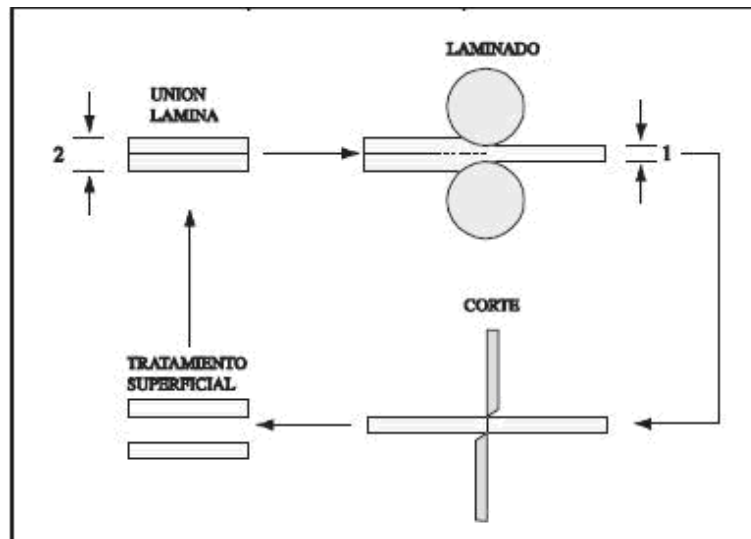 LAMINADO
UNION
LAMINA
2
1
CORTE
TRATAMIENTO
SUPERFICIAL